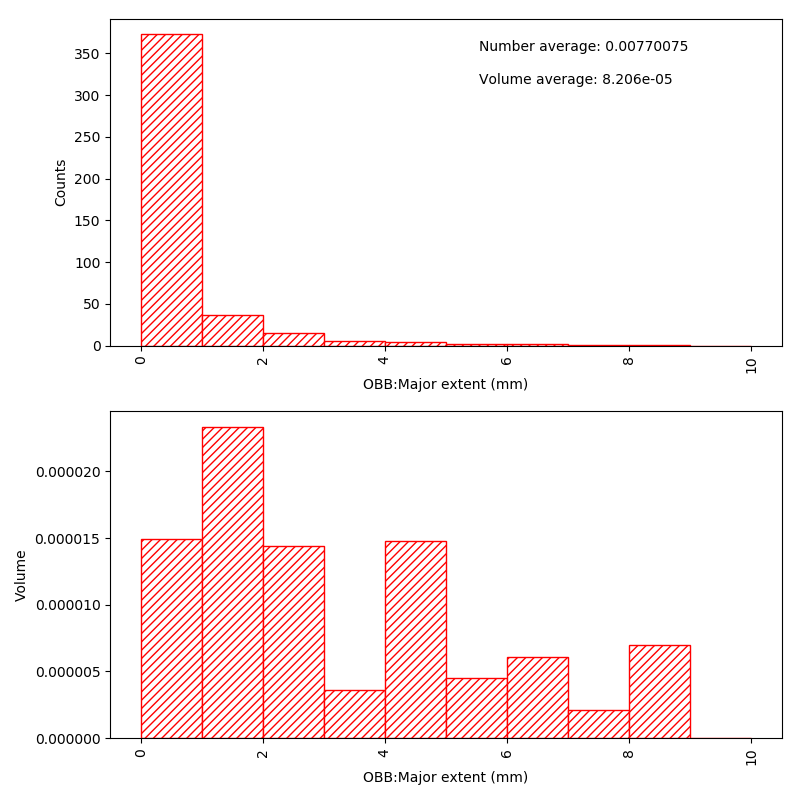 Number average: 0.00770075
Volume average: 8.206e-05
350
300
250
200
150
100
50
0
Counts
0 2 4 6 8 10
OBB:Major extent (mm)
0.000020
0.000015
0.000010
0.000005
0.000000
Volume
0 2 4 6 8 10
OBB:Major extent (mm)